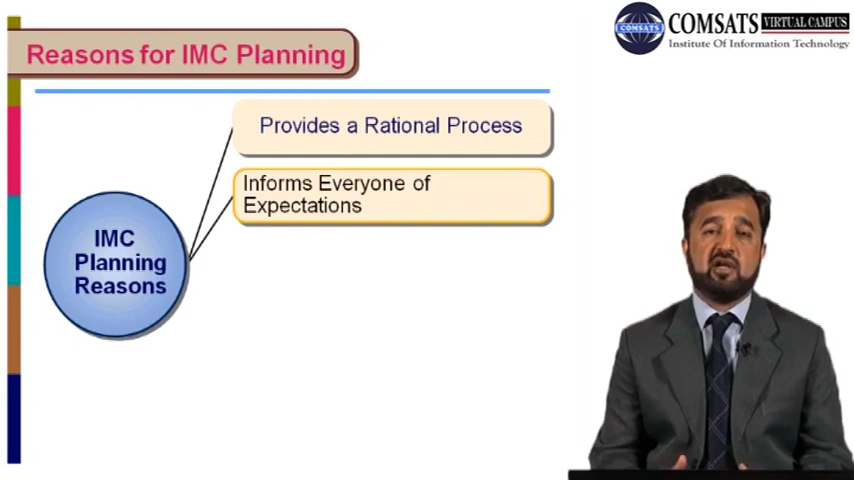 COMSATS VIRTUAL CAMPUS
Institute Of Information Technology
COMSATS
Reasons for IMC Planning
Provides a Rational Process
Informs Everyone of
Expectations
IMC
Planning
Reasons